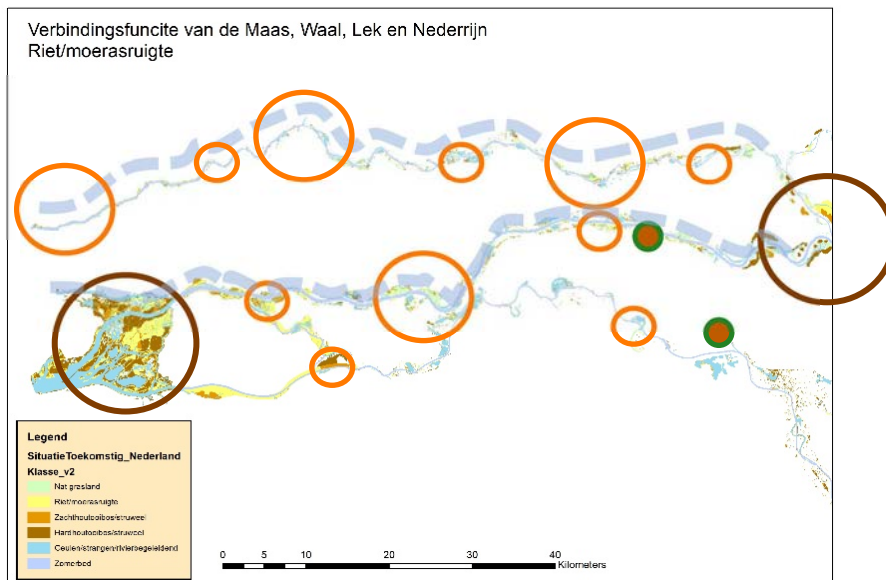 Verbindingsfuncite van de Maas, Waal, Lek en Nederrijn
Riet/moerasruigte
Legend
SituatieToekomstig_Nederland
Klasse_v2
Nat grasland
Riet/moerasruigte
Zachthoutooibos/struweel
Hardhoutooibos/struweel
Geulen/strangen/rivierbegeleidend
Zomerbed
0 5 10 20 30 40
Kilometers